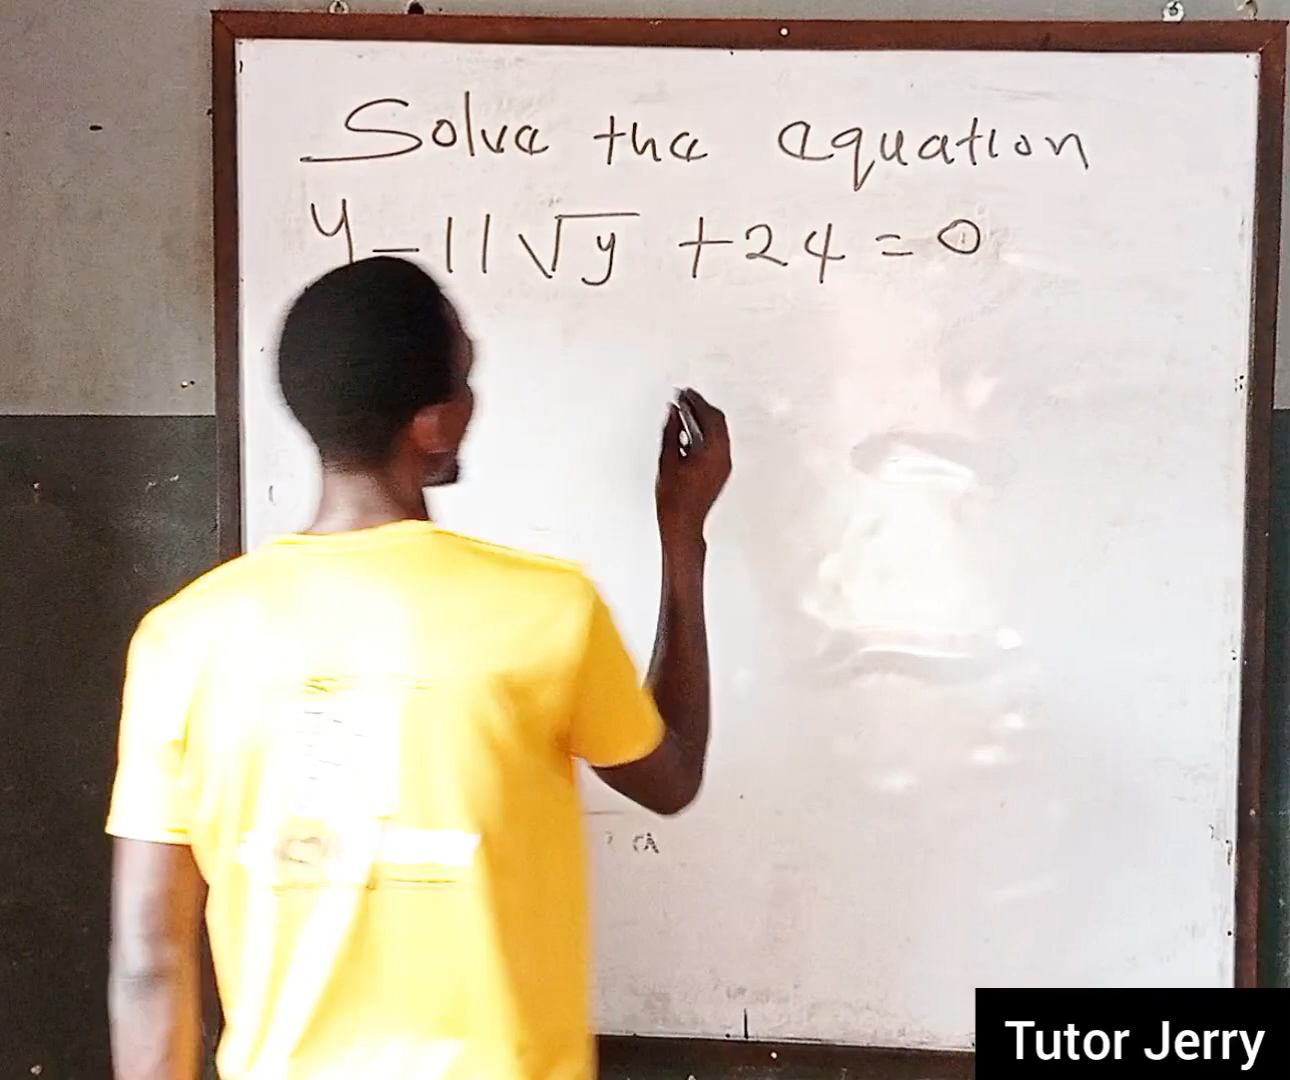 Solve the equation
y - 11√y + 24 = 0
Tutor Jerry